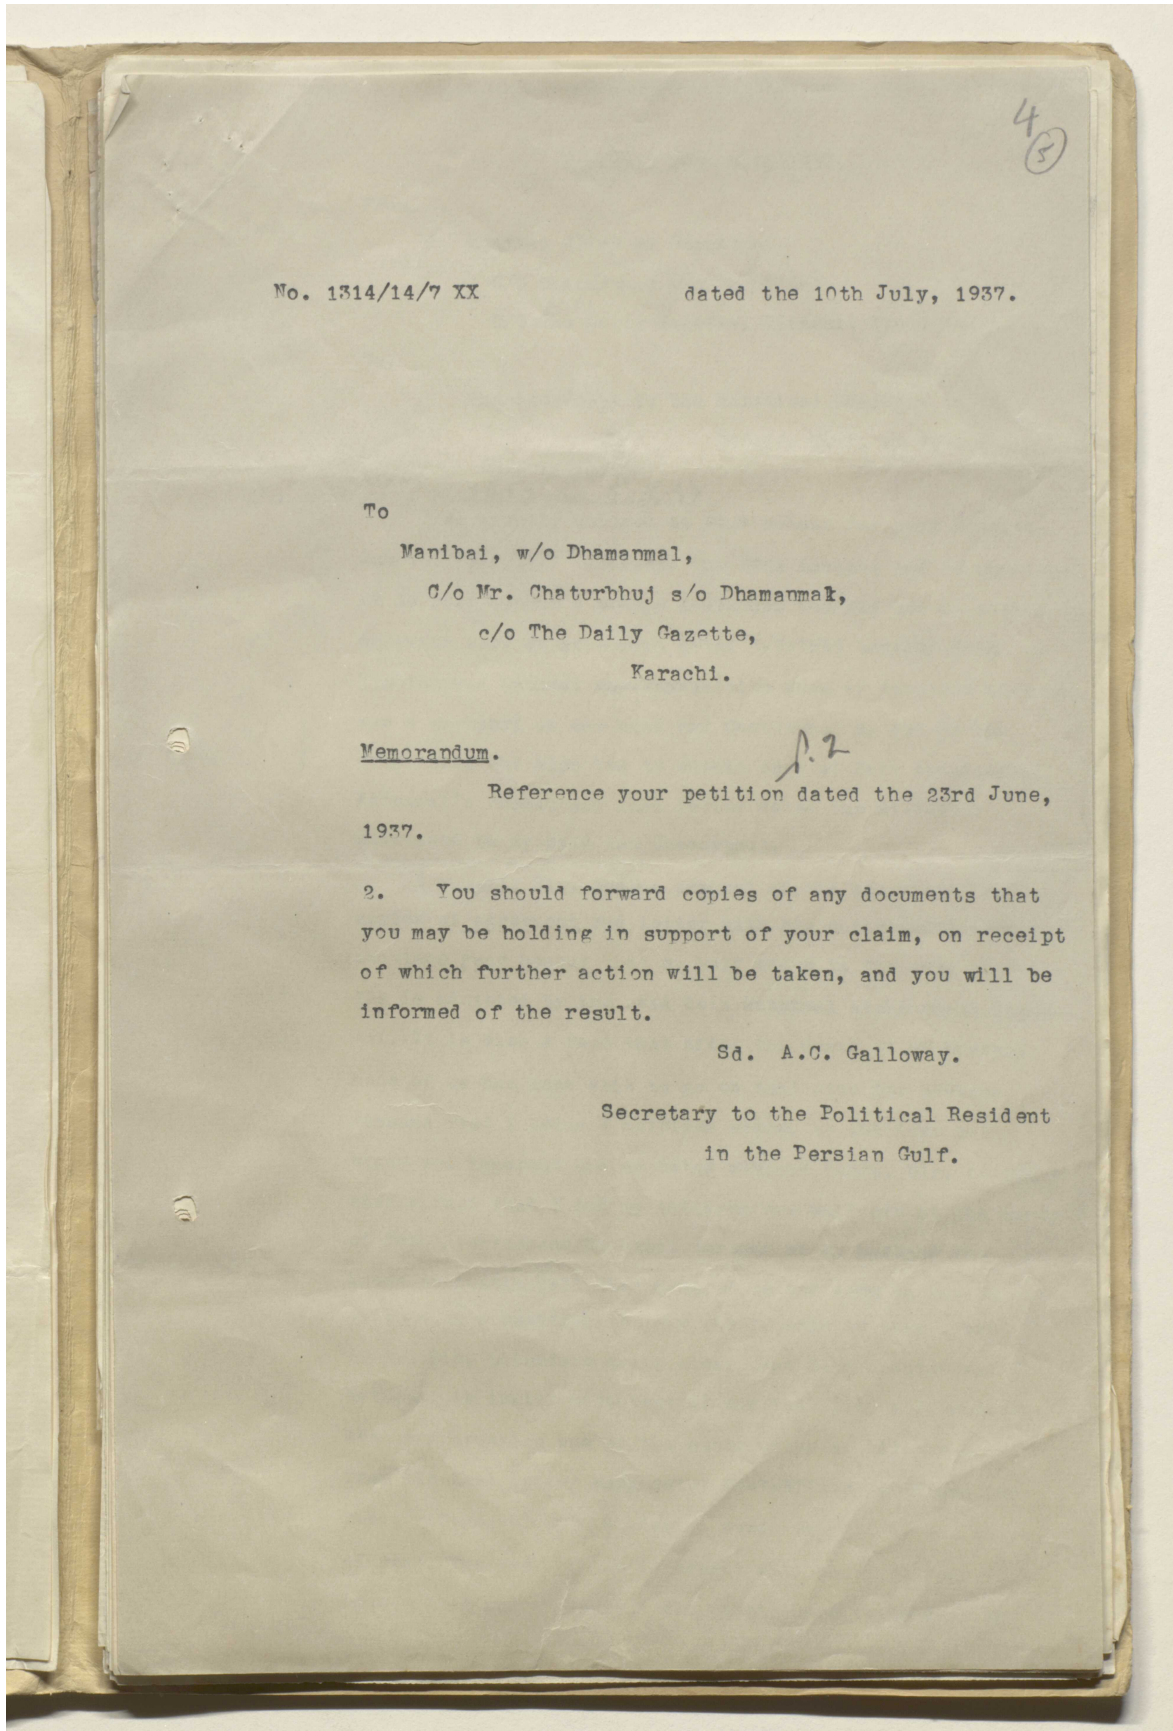 4
5
No. 1314/14/7 XX dated the 10th July, 1937.
To
Manibai, w/o Dhamanmal,
C/o Mr. Chaturbhuj s/o Dhamanmal,
c/o The Daily Gazette,
Karachi.
Memorandum.
p.2
Reference your petition dated the 23rd June,
1937.
2. You should forward copies of any documents that
you may be holding in support of your claim, on receipt
of which further action will be taken, and you will be
informed of the result.
Sd. A.C. Galloway.
Secretary to the Political Resident
in the Persian Gulf.